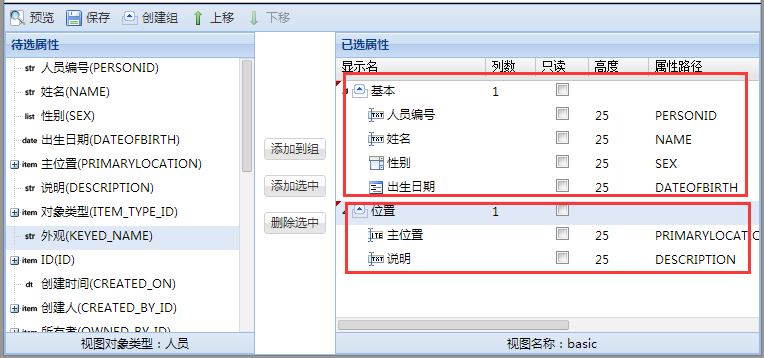 预览 保存 创建组 上移 下移
待选属性
str 人员编号(PERSONID)
str 姓名(NAME)
list 性别(SEX)
date 出生日期(DATEOFBIRTH)
item 主位置(PRIMARYLOCATION)
str 说明(DESCRIPTION)
item 对象类型(ITEM_TYPE_ID)
str 外观(KEYED_NAME)
item ID(ID)
dt 创建时间(CREATED_ON)
item 创建人(CREATED_BY_ID)
item 所有者(OWNED_BY_ID)
视图对象类型：人员
添加到组
添加选中
删除选中
已选属性
显示名 列数 只读 高度 属性路径
基本 1
TXT 人员编号 25 PERSONID
TXT 姓名 25 NAME
性别 25 SEX
出生日期 25 DATEOFBIRTH
位置 1
主位置 25 PRIMARYLOCATIO
TXT 说明 25 DESCRIPTION
视图名称：basic